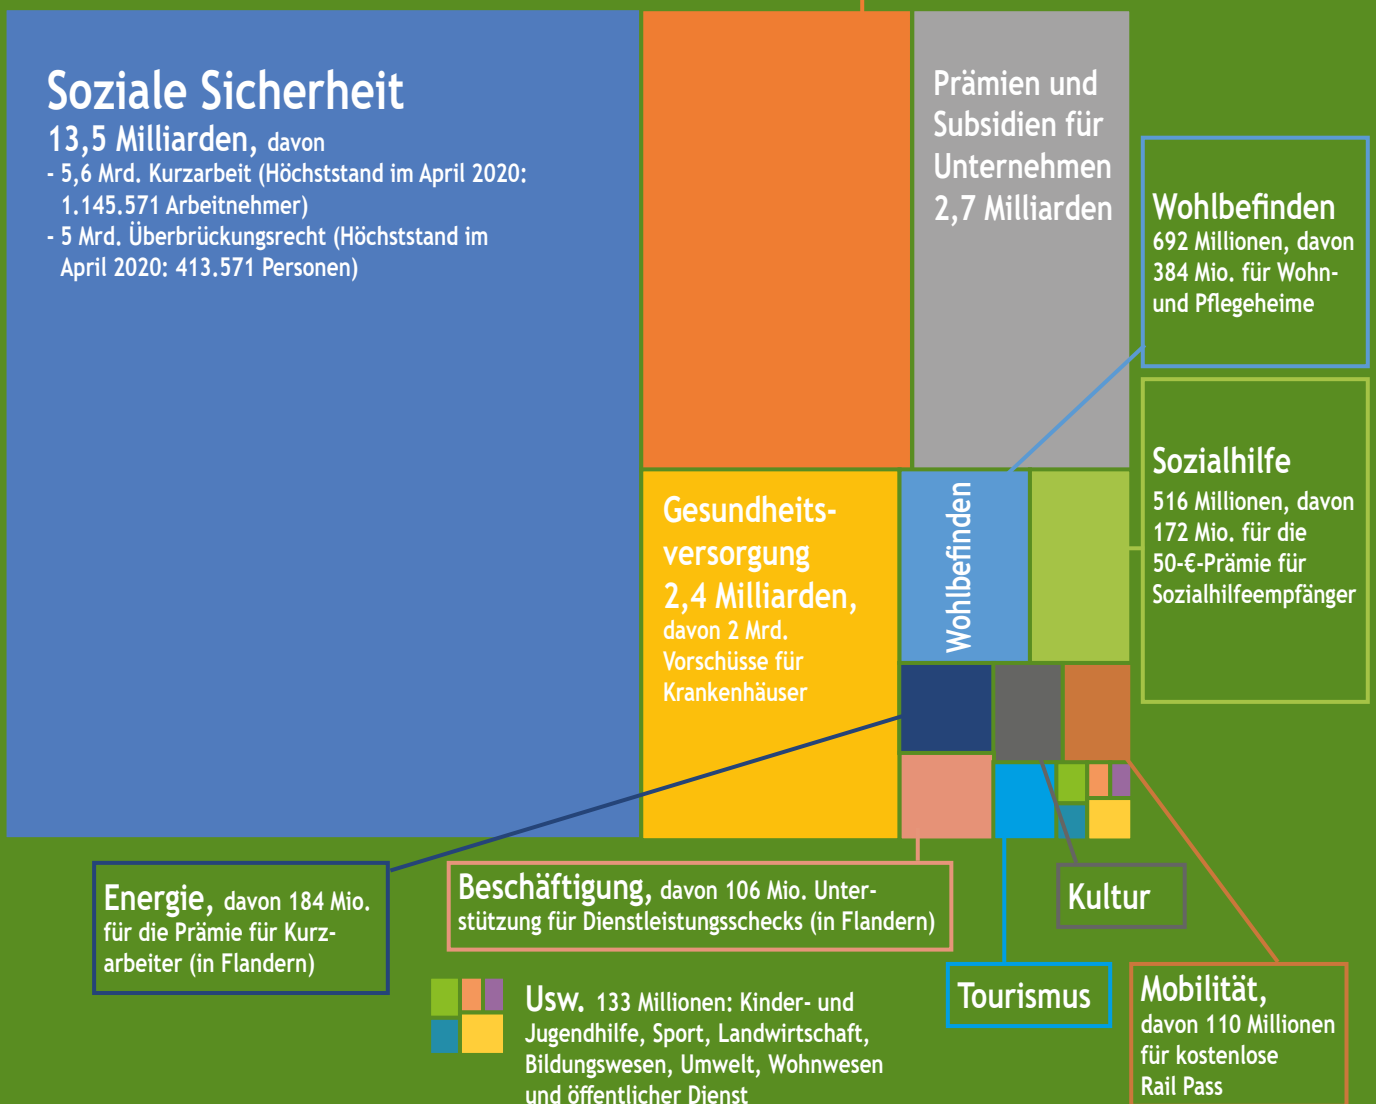 Soziale Sicherheit
13,5 Milliarden, davon
- 5,6 Mrd. Kurzarbeit (Höchststand im April 2020:
1.145.571 Arbeitnehmer)
- 5 Mrd. Überbrückungsrecht (Höchststand im
April 2020: 413.571 Personen)
Prämien und
Subsidien für
Unternehmen
2,7 Milliarden
Wohlbefinden
692 Millionen, davon
384 Mio. für Wohn-
und Pflegeheime
Sozialhilfe
516 Millionen, davon
172 Mio. für die
50-€-Prämie für
Sozialhilfeempfänger
Gesundheits-
versorgung
2,4 Milliarden,
davon 2 Mrd.
Vorschüsse für
Krankenhäuser
Wohlbefinden
Energie, davon 184 Mio.
für die Prämie für Kurz-
arbeiter (in Flandern)
Beschäftigung, davon 106 Mio. Unter-
stützung für Dienstleistungsschecks (in Flandern)
Kultur
Tourismus
Mobilität,
davon 110 Millionen
für kostenlose
Rail Pass
Usw. 133 Millionen: Kinder- und
Jugendhilfe, Sport, Landwirtschaft,
Bildungswesen, Umwelt, Wohnwesen
und öffentlicher Dienst